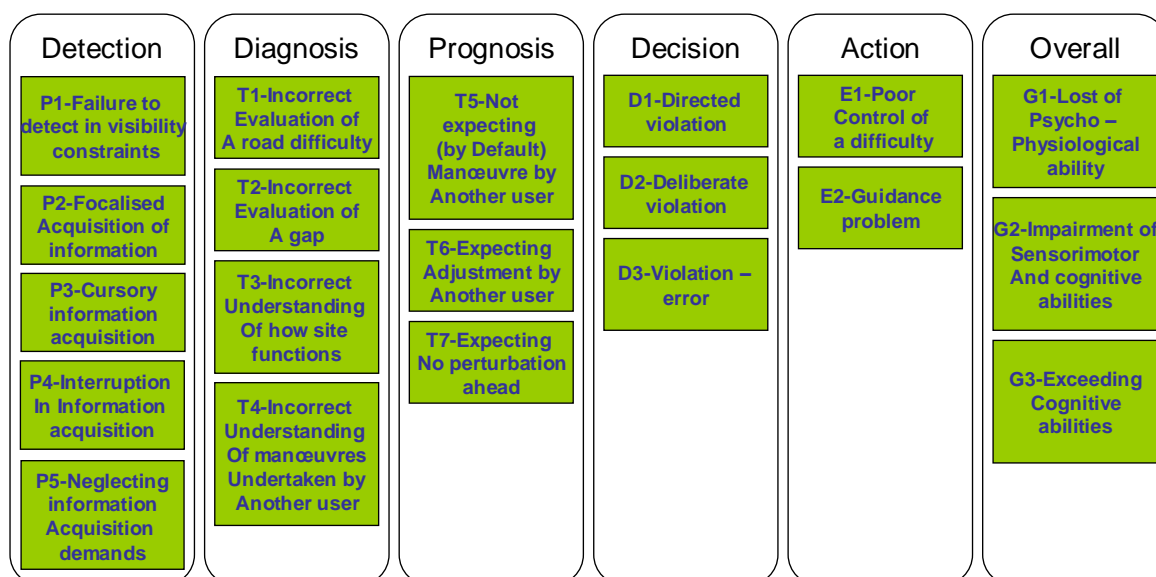 Detection
P1-Failure to
detect in visibility
constraints
P2-Focalised
Acquisition of
information
P3-Cursory
information
acquisition
P4-Interruption
In Information
acquisition
P5-Neglecting
information
Acquisition
demands
Diagnosis
T1-Incorrect
Evaluation of
A road difficulty
T2-Incorrect
Evaluation of
A gap
T3-Incorrect
Understanding
Of how site
functions
T4-Incorrect
Understanding
Of manœuvres
Undertaken by
Another user
Prognosis
T5-Not
expecting
(by Default)
Manœuvre by
Another user
T6-Expecting
Adjustment by
Another user
T7-Expecting
No perturbation
ahead
Decision
D1-Directed
violation
D2-Deliberate
violation
D3-Violation –
error
Action
E1-Poor
Control of
a difficulty
E2-Guidance
problem
Overall
G1-Lost of
Psycho –
Physiological
ability
G2-Impairment of
Sensorimotor
And cognitive
abilities
G3-Exceeding
Cognitive
abilities